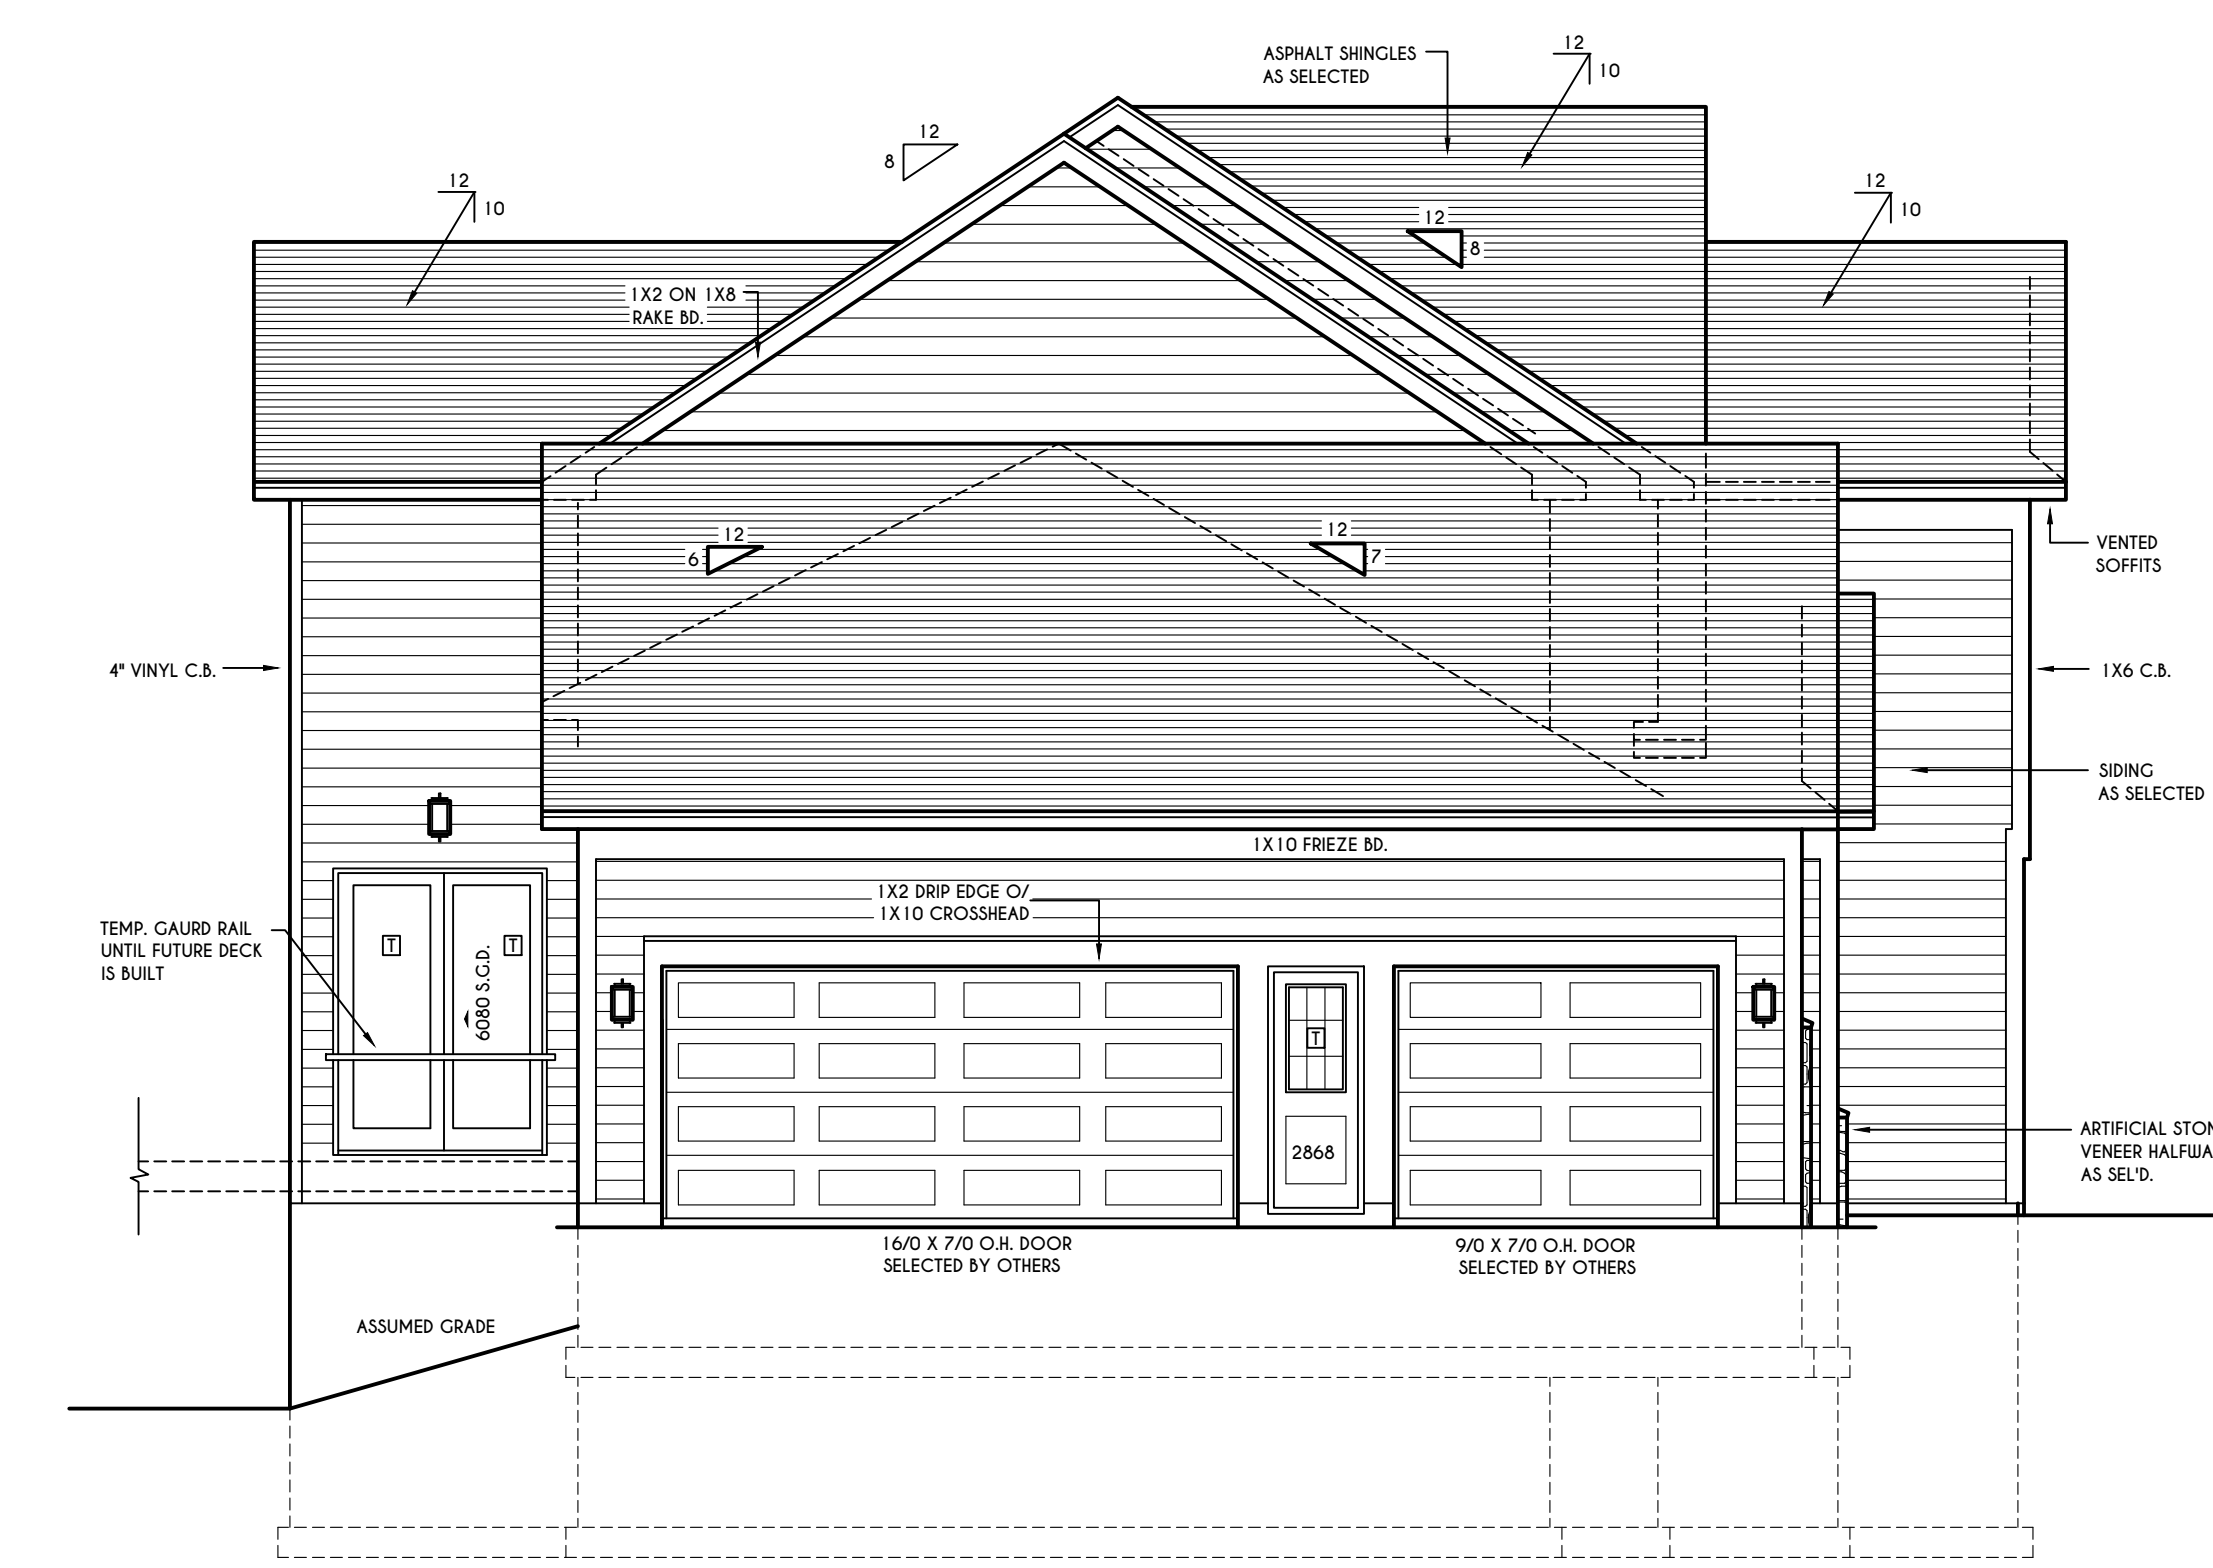 ASPHALT SHINGLES
AS SELECTED
12
10
12
8
12
10
12
10
12
8
1X2 ON 1X8
RAKE BD.
12
6
12
7
VENTED
SOFFITS
4" VINYL C.B.
1X6 C.B.
SIDING
AS SELECTED
1X10 FRIEZE BD.
1X2 DRIP EDGE O/
1X10 CROSSHEAD
TEMP. GAURD RAIL
UNTIL FUTURE DECK
IS BUILT
T
T
6080 S.G.D.
T
2868
ARTIFICIAL
VENEER
AS SEL'D.
16/0 X 7/0 O.H. DOOR
SELECTED BY OTHERS
9/0 X 7/0 O.H. DOOR
SELECTED BY OTHERS
ASSUMED GRADE